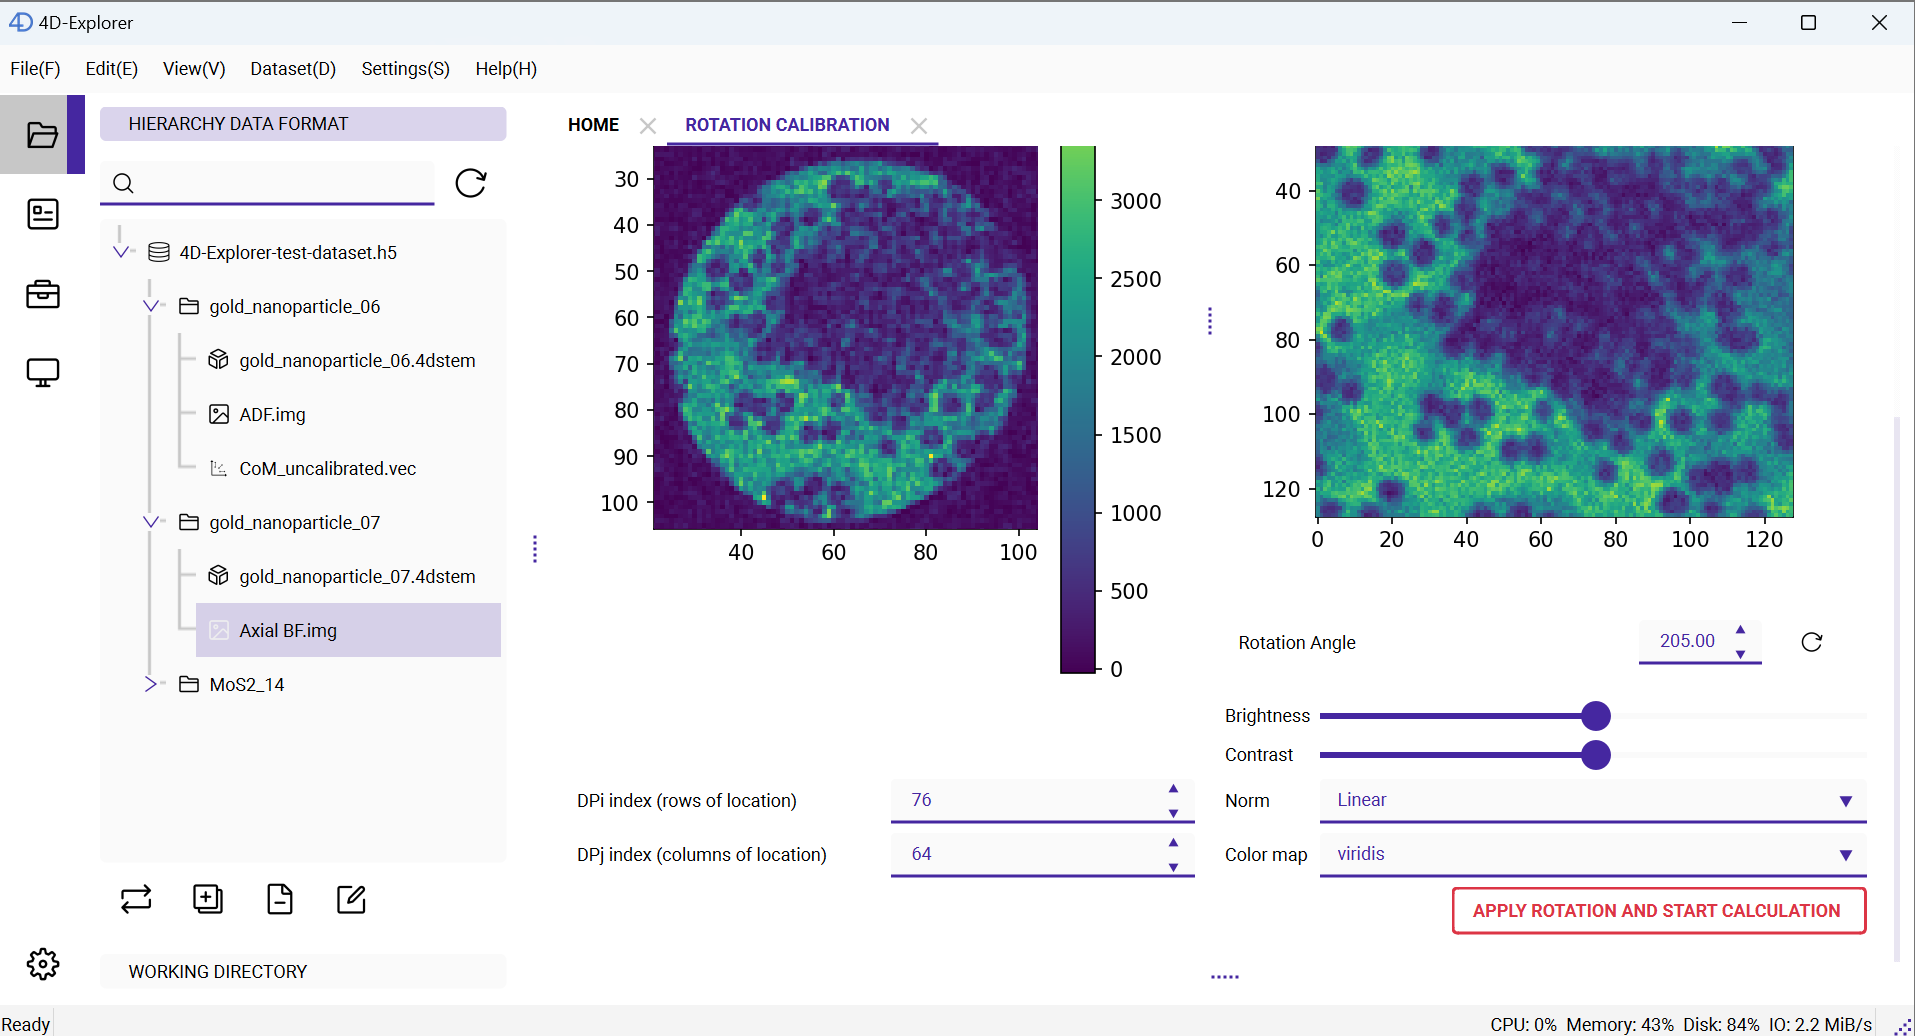 4D-Explorer
File(F) Edit(E) View(V) Dataset(D) Settings(S) Help(H)
HIERARCHY DATA FORMAT
4D-Explorer-test-dataset.h5
gold_nanoparticle_06
gold_nanoparticle_06.4dstem
ADF.img
CoM_uncalibrated.vec
gold_nanoparticle_07
gold_nanoparticle_07.4dstem
Axial BF.img
MoS2_14
WORKING DIRECTORY
HOME
ROTATION CALIBRATION
30
40
50
60
70
80
90
100
40 60 80 100
3000
2500
2000
1500
1000
500
0
DPi index (rows of location) 76
DPj index (columns of location) 64
40
60
80
100
120
0 20 40 60 80 100 120
Rotation Angle 205.00
Brightness
Contrast
Norm Linear
Color map viridis
APPLY ROTATION AND START CALCULATION
Ready
CPU: 0% Memory: 43% Disk: 84% IO: 2.2 MiB/s